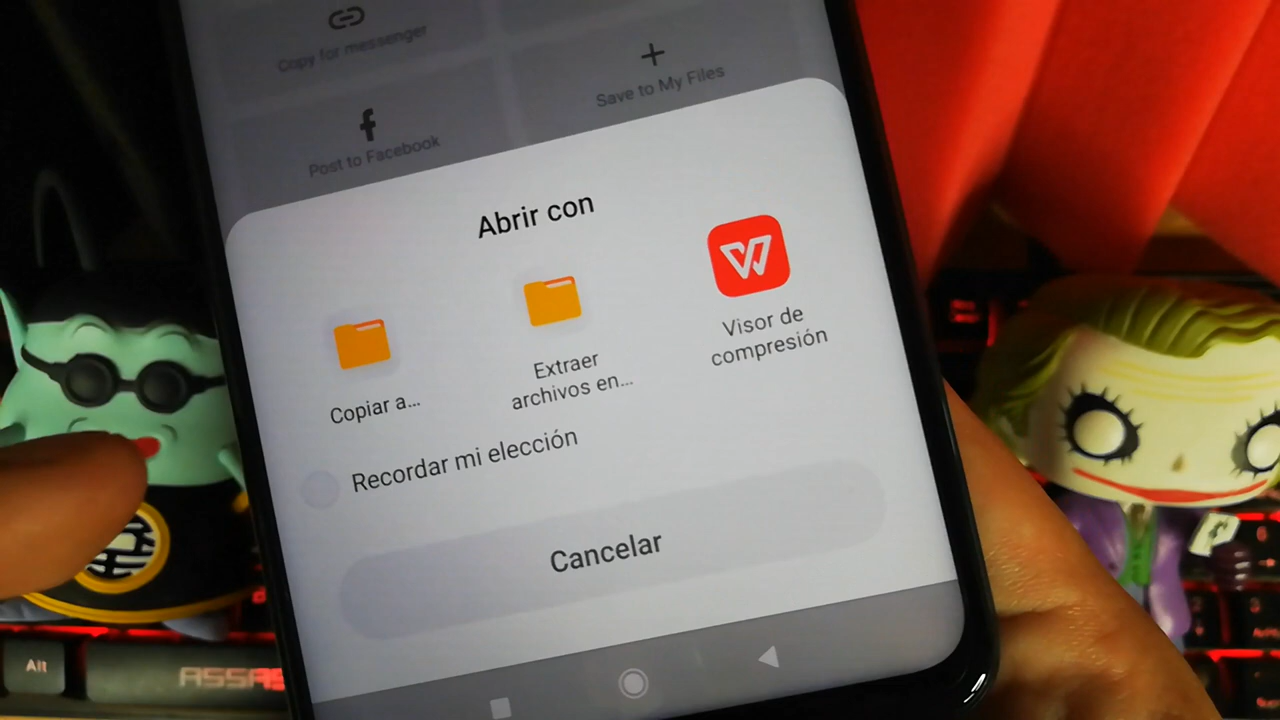 Copy for messenger
Save to My Files
Post to Facebook
Abrir con
Copiar a...
Extraer
archivos en...
Visor de
compresión
Recordar mi elección
Cancelar
Alt
ASSAS